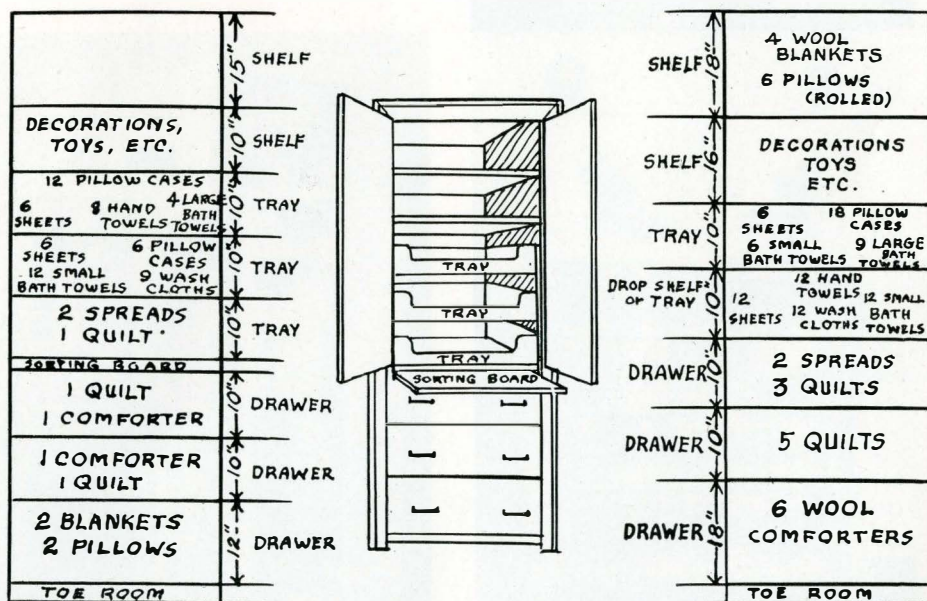 15"
SHELF
DECORATIONS,
TOYS, ETC.
10"
SHELF
12 PILLOW CASES
6 SHEETS
8 HAND TOWELS
4 LARGE BATH TOWELS
10"
TRAY
6 SHEETS
6 PILLOW CASES
12 SMALL BATH TOWELS
9 WASH CLOTHS
10"
TRAY
2 SPREADS
1 QUILT
10"
TRAY
SORTING BOARD
1 QUILT
1 COMFORTER
10"
DRAWER
1 COMFORTER
1 QUILT
10"
DRAWER
2 BLANKETS
2 PILLOWS
12"
DRAWER
TOE ROOM
TRAY
TRAY
TRAY
SORTING BOARD
SHELF
18"
4 WOOL
BLANKETS
6 PILLOWS
(ROLLED)
SHELF
16"
DECORATIONS
TOYS
ETC.
TRAY
10"
6 SHEETS
18 PILLOW CASES
6 SMALL BATH TOWELS
9 LARGE BATH TOWELS
DROP SHELF
or TRAY
10"
12 SHEETS
12 HAND TOWELS
12 WASH CLOTHS
12 SMALL BATH TOWELS
DRAWER
10"
2 SPREADS
3 QUILTS
DRAWER
10"
5 QUILTS
DRAWER
18"
6 WOOL
COMFORTERS
TOE ROOM